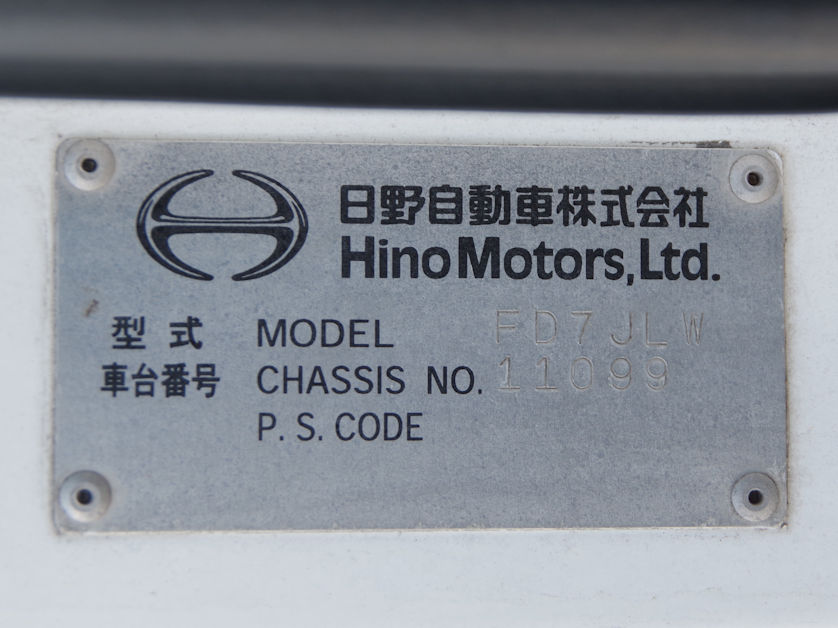 日野自動車株式会社
Hino Motors, Ltd.
型式 MODEL FD7JLW
車台番号 CHASSIS NO. 11099
P. S. CODE